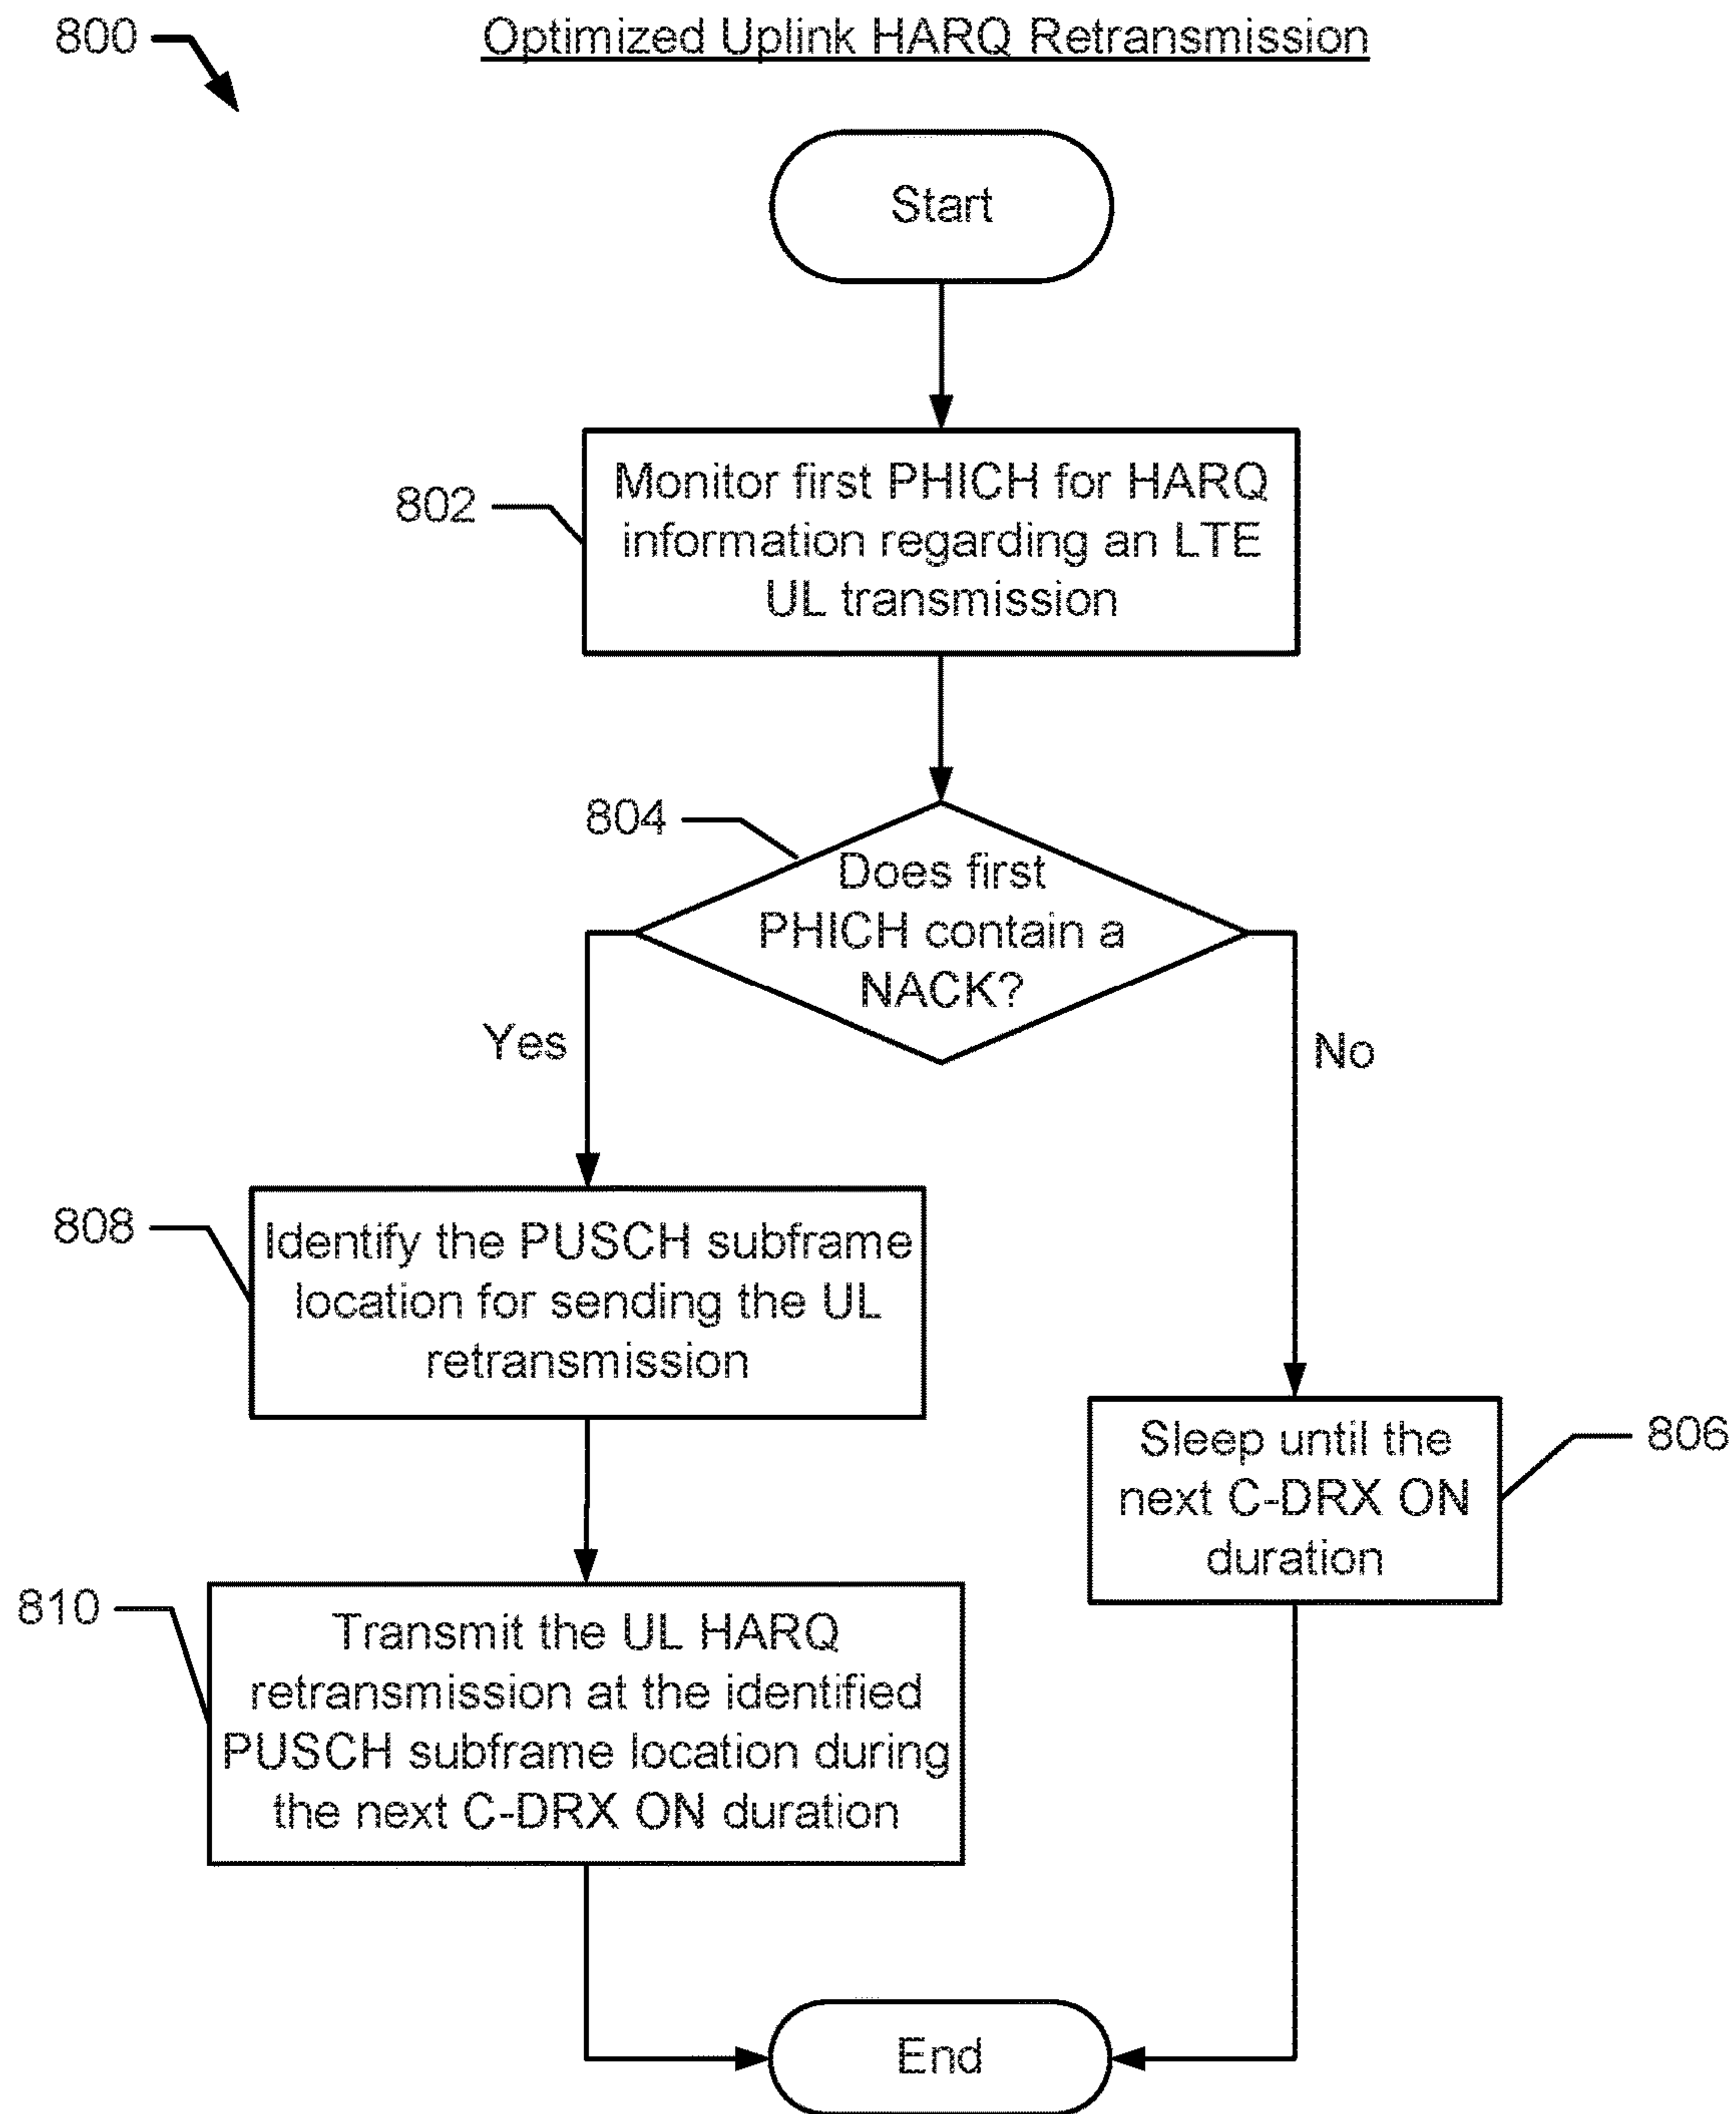 800
Optimized Uplink HARQ Retransmission
Start
802
Monitor first PHICH for HARQ
information regarding an LTE
UL transmission
804
Does first
PHICH contain a
NACK?
Yes
No
808
Identify the PUSCH subframe
location for sending the UL
retransmission
Sleep until the
next C-DRX ON
duration
806
810
Transmit the UL HARQ
retransmission at the identified
PUSCH subframe location during
the next C-DRX ON duration
End